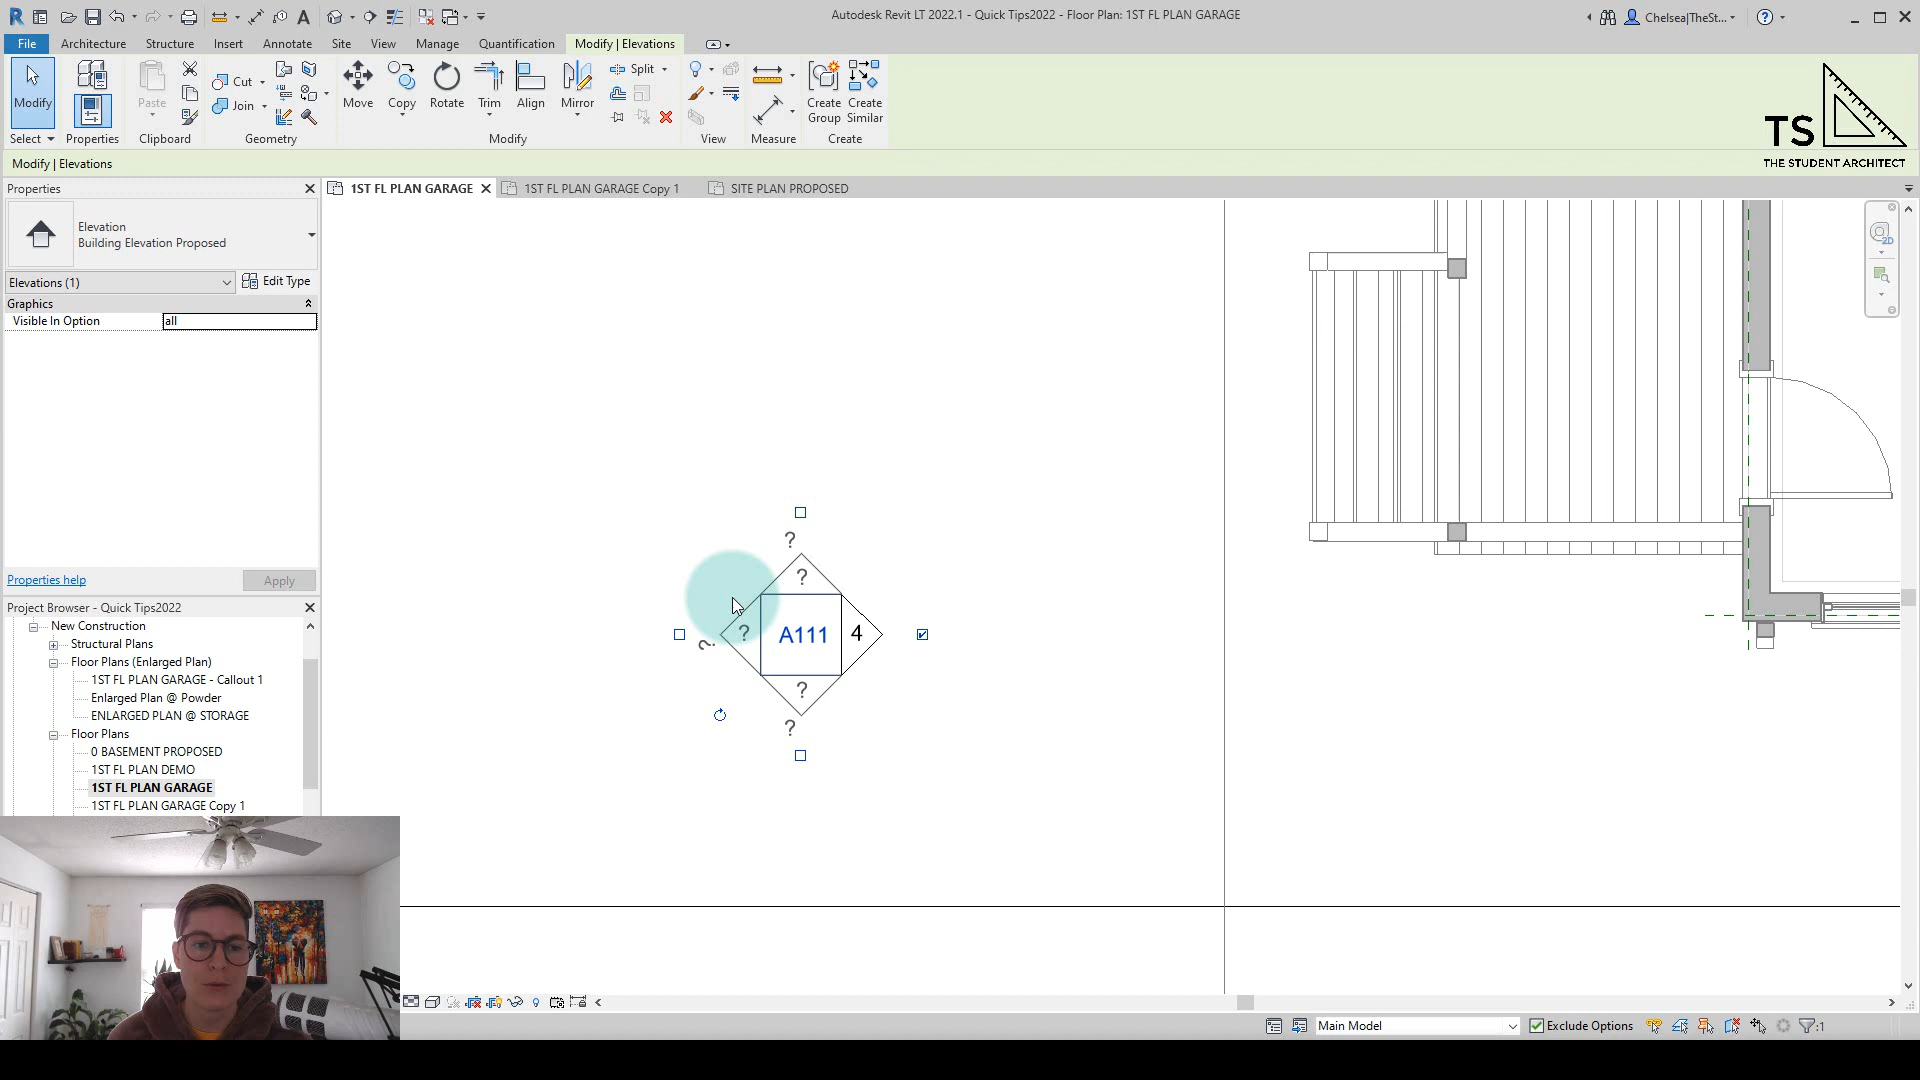 Autodesk Revit LT 2022.1 - Quick Tips2022 - Floor Plan: 1ST FL PLAN GARAGE
Chelsea|TheSt...
File
Architecture
Structure
Insert
Annotate
Site
View
Manage
Quantification
Modify | Elevations
Modify
Paste
Cut
Join
Move
Copy
Rotate
Trim
Align
Mirror
Split
Create Group
Create Similar
Select
Properties
Clipboard
Geometry
Modify
View
Measure
Create
TS
THE STUDENT ARCHITECT
Modify | Elevations
Properties
1ST FL PLAN GARAGE
1ST FL PLAN GARAGE Copy 1
SITE PLAN PROPOSED
Elevation
Building Elevation Proposed
Elevations (1)
Edit Type
Graphics
Visible In Option
all
2D
?
?
?
?
A111
4
?
?
?
Properties help
Apply
Project Browser - Quick Tips2022
New Construction
Structural Plans
Floor Plans (Enlarged Plan)
1ST FL PLAN GARAGE - Callout 1
Enlarged Plan @ Powder
ENLARGED PLAN @ STORAGE
Floor Plans
0 BASEMENT PROPOSED
1ST FL PLAN DEMO
1ST FL PLAN GARAGE
1ST FL PLAN GARAGE Copy 1
Main Model
Exclude Options
:1